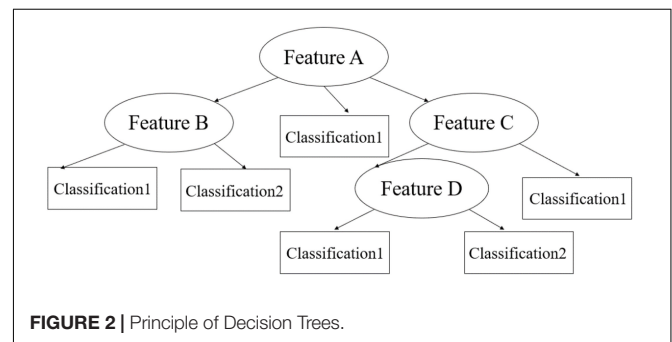 Feature A
Feature B
Classification1
Feature C
Classification1
Classification2
Feature D
Classification1
Classification1
Classification2
FIGURE 2 | Principle of Decision Trees.